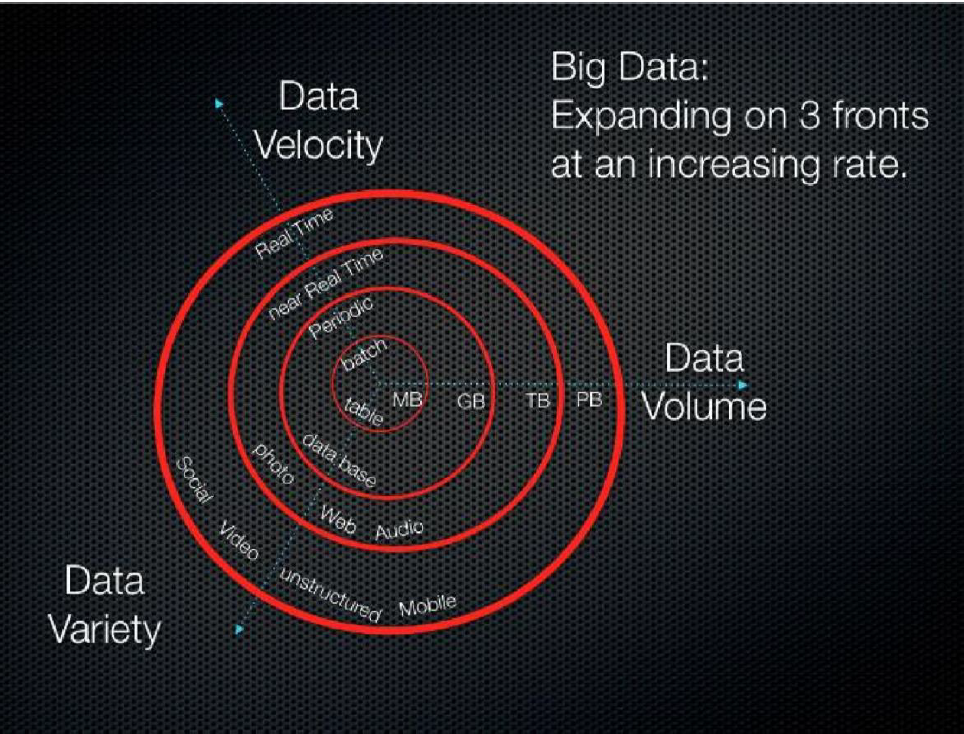 Big Data:
Expanding on 3 fronts
at an increasing rate.
Data
Velocity
Real Time
near Real Time
Periodic
batch
Data
Volume
MB GB TB PB
table
data base
photo Web Audio
Social Video unstructured Mobile
Data
Variety